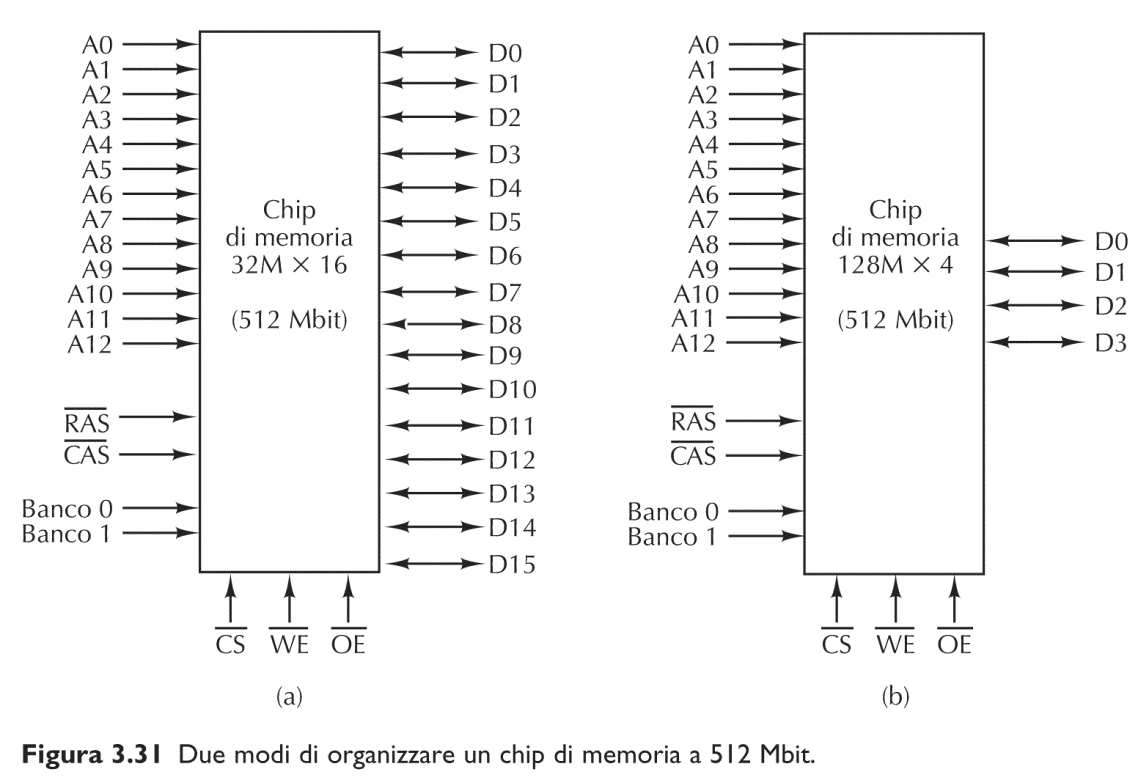 A0
A1
A2
A3
A4
A5
A6
A7
A8
A9
A10
A11
A12
RAS
CAS
Banco 0
Banco 1
Chip
di memoria
32M × 16
(512 Mbit)
D0
D1
D2
D3
D4
D5
D6
D7
D8
D9
D10
D11
D12
D13
D14
D15
CS WE OE
(a)
A0
A1
A2
A3
A4
A5
A6
A7
A8
A9
A10
A11
A12
RAS
CAS
Banco 0
Banco 1
Chip
di memoria
128M × 4
(512 Mbit)
D0
D1
D2
D3
CS WE OE
(b)
Figura 3.31 Due modi di organizzare un chip di memoria a 512 Mbit.